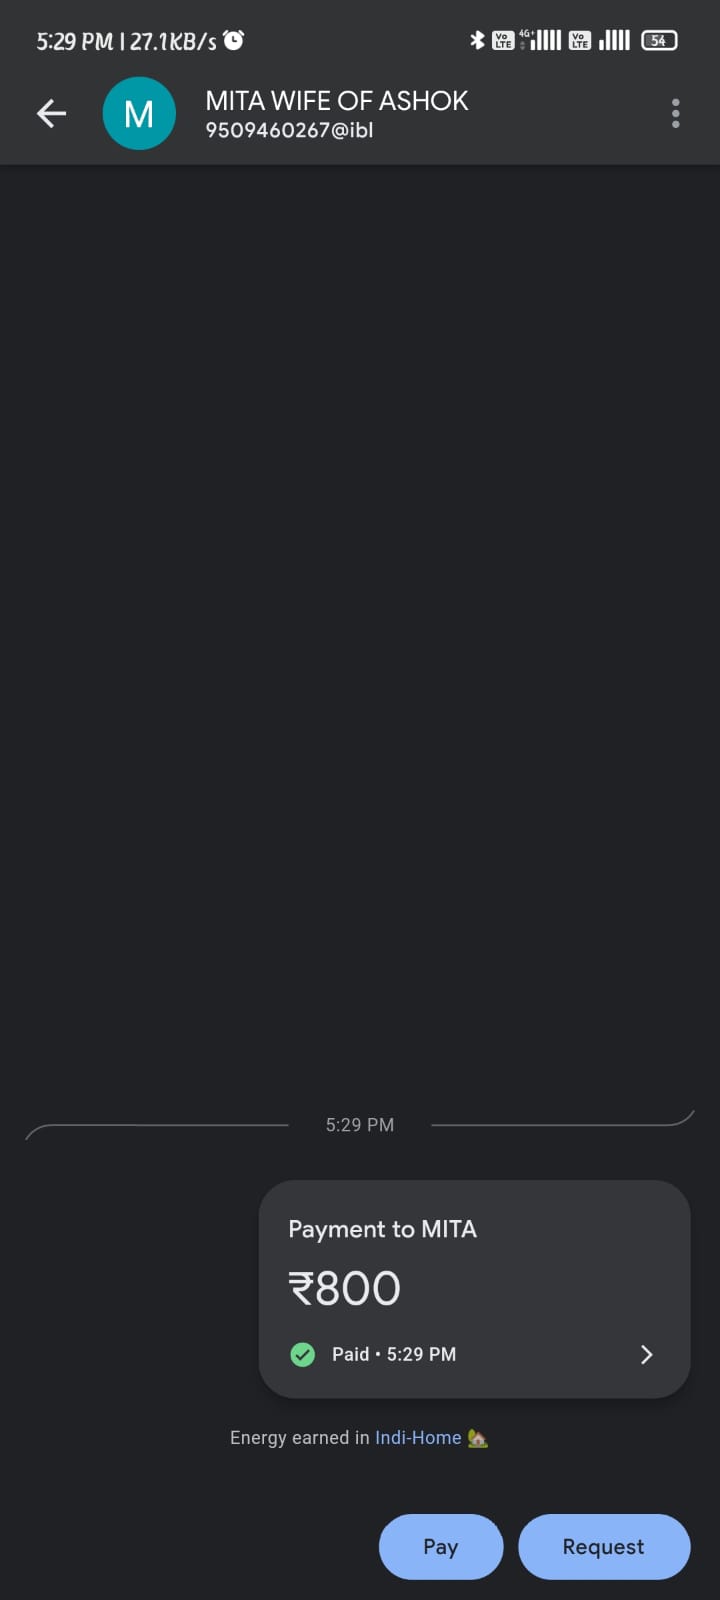 5:29 PM | 27.1KB/s
Vo LTE 4G+ Vo LTE 54
M
MITA WIFE OF ASHOK
9509460267@ibl
5:29 PM
Payment to MITA
₹800
Paid • 5:29 PM
Energy earned in Indi-Home
Pay Request